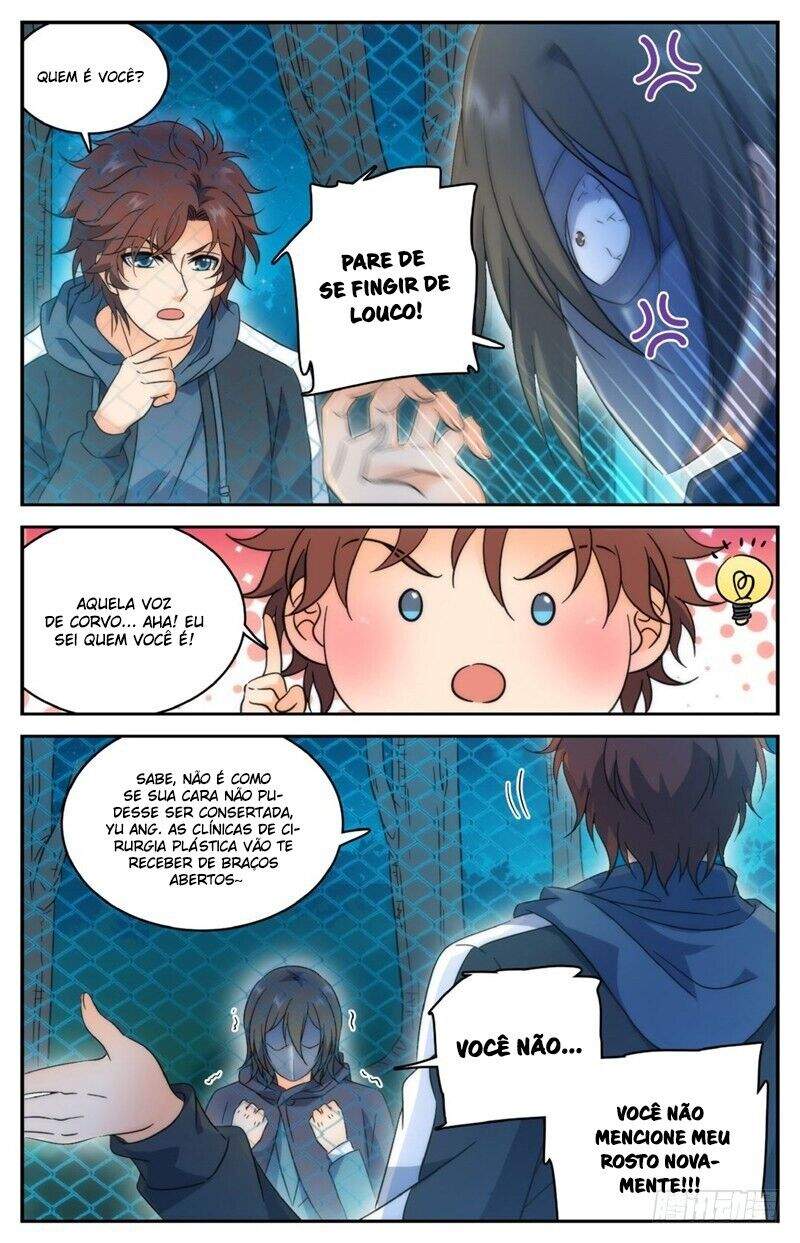 QUEM É VOCÊ?
PARE DE
SE FINGIR DE
LOUCO!
AQUELA VOZ
DE CORVO... AHA! EU
SEI QUEM VOCÊ É!
SABE, NÃO É COMO
SE SUA CARA NÃO PU-
DESSE SER CONSERTADA,
YU ANG. AS CLÍNICAS DE CI-
RURGIA PLÁSTICA VÃO TE
RECEBER DE BRAÇOS
ABERTOS~
VOCÊ NÃO...
VOCÊ NÃO
MENCIONE MEU
ROSTO NOVA-
MENTE!!!